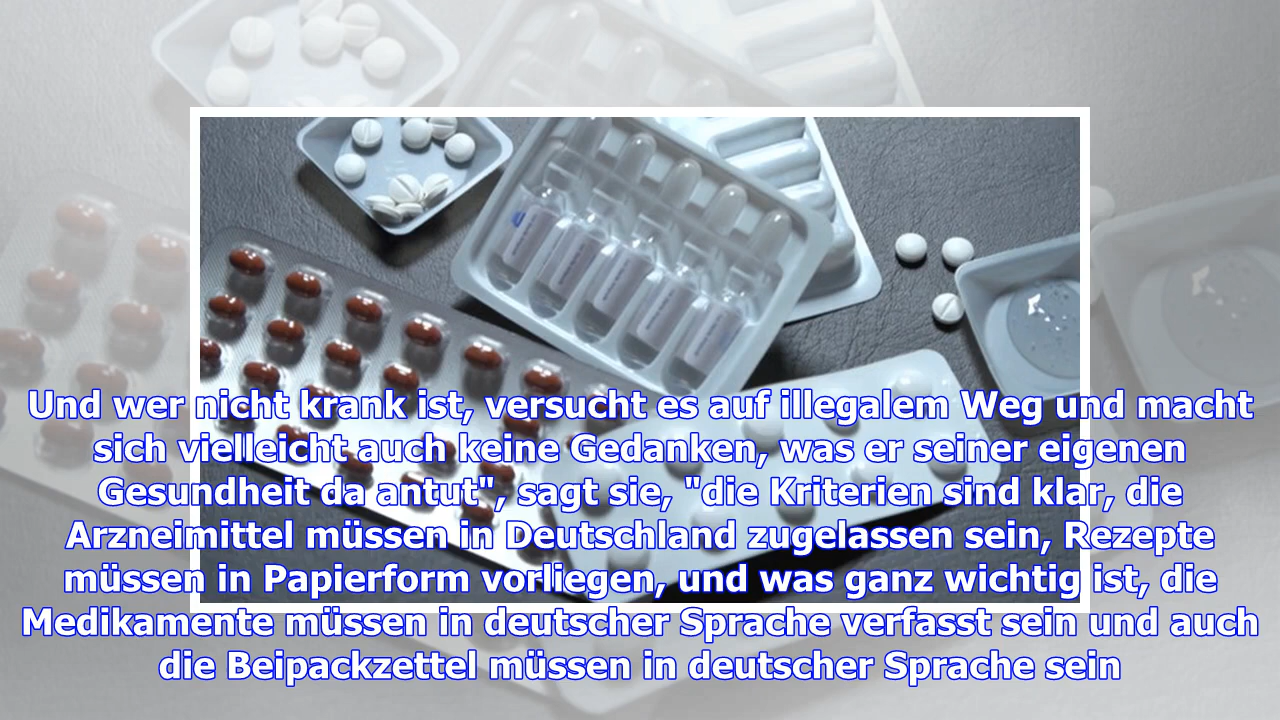 Und wer nicht krank ist, versucht es auf illegalem Weg und macht
sich vielleicht auch keine Gedanken, was er seiner eigenen
Gesundheit da antut", sagt sie, "die Kriterien sind klar, die
Arzneimittel müssen in Deutschland zugelassen sein, Rezepte
müssen in Papierform vorliegen, und was ganz wichtig ist, die
Medikamente müssen in deutscher Sprache verfasst sein und auch
die Beipackzettel müssen in deutscher Sprache sein